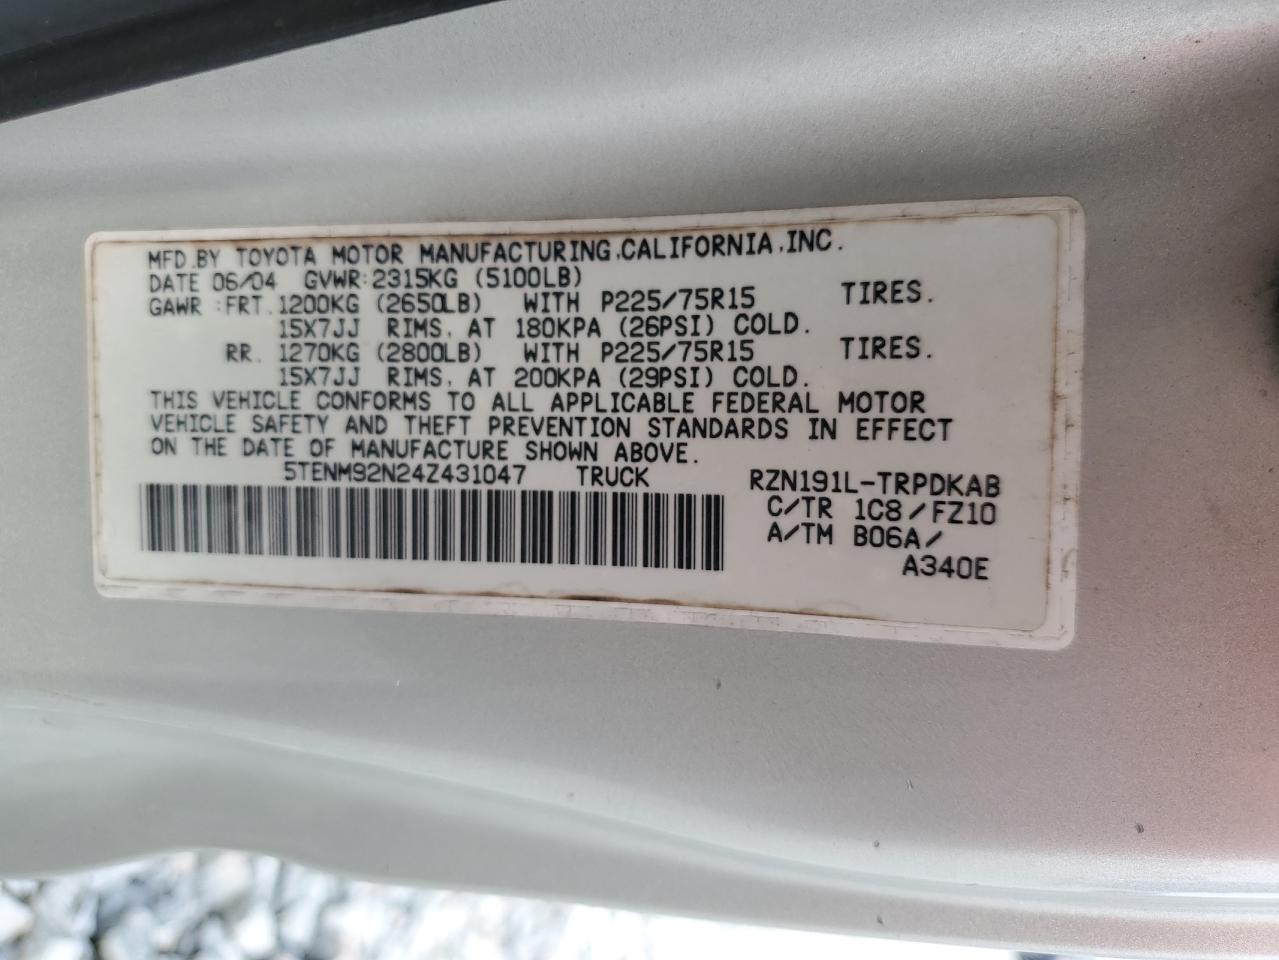 MFD.BY TOYOTA MOTOR MANUFACTURING,CALIFORNIA,INC.
DATE 06/04 GVWR:2315KG (5100LB)
GAWR :FRT.1200KG (2650LB) WITH P225/75R15 TIRES.
15X7JJ RIMS, AT 180KPA (26PSI) COLD.
RR. 1270KG (2800LB) WITH P225/75R15 TIRES.
15X7JJ RIMS, AT 200KPA (29PSI) COLD.
THIS VEHICLE CONFORMS TO ALL APPLICABLE FEDERAL MOTOR
VEHICLE SAFETY AND THEFT PREVENTION STANDARDS IN EFFECT
ON THE DATE OF MANUFACTURE SHOWN ABOVE.
5TENM92N24Z431047 TRUCK RZN191L-TRPDKAB
C/TR 1C8/FZ10
A/TM B06A/
A340E